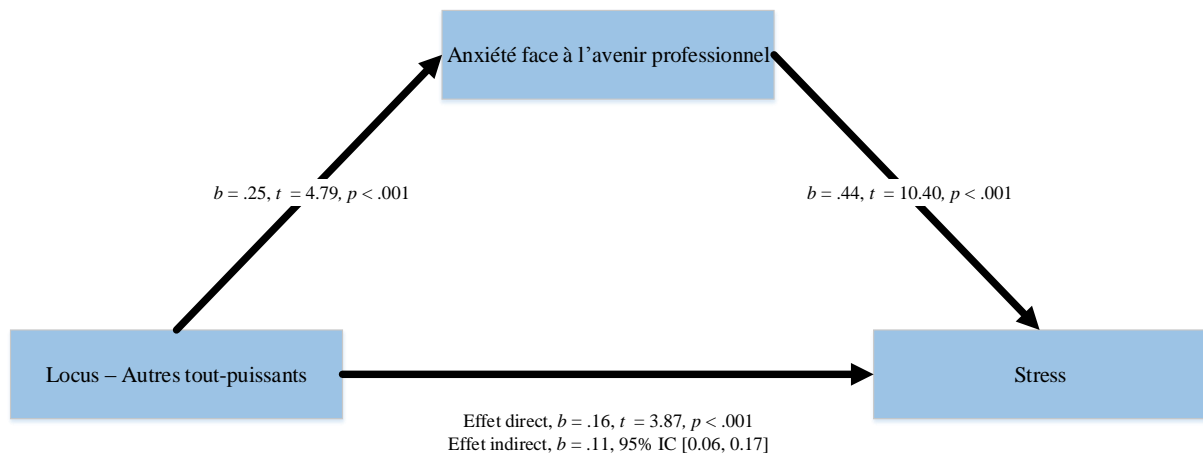 Anxiété face à l’avenir professionnel
b = .25, t = 4.79, p < .001
b = .44, t = 10.40, p < .001
Locus – Autres tout-puissants
Stress
Effet direct, b = .16, t = 3.87, p < .001
Effet indirect, b = .11, 95% IC [0.06, 0.17]